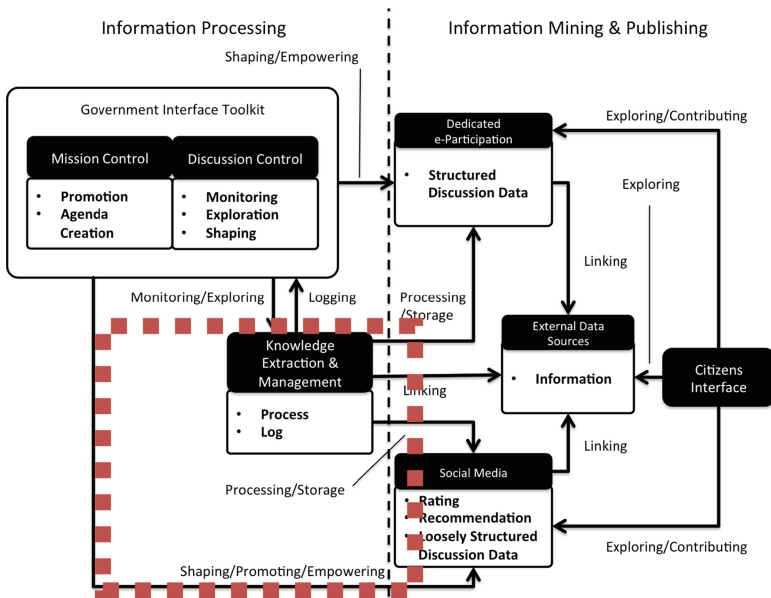 Information Processing
Information Mining & Publishing
Shaping/Empowering
Government Interface Toolkit
Mission Control
Discussion Control
• Promotion
• Agenda
Creation
• Monitoring
• Exploration
• Shaping
Dedicated
e-Participation
• Structured
Discussion Data
Exploring/Contributing
Exploring
Linking
Monitoring/Exploring
Logging
Processing
/Storage
Knowledge
Extraction &
Management
• Process
• Log
External Data
Sources
• Information
Citizens
Interface
Linking
Linking
Processing/Storage
Social Media
• Rating
• Recommendation
• Loosely Structured
Discussion Data
Exploring/Contributing
Shaping/Promoting/Empowering